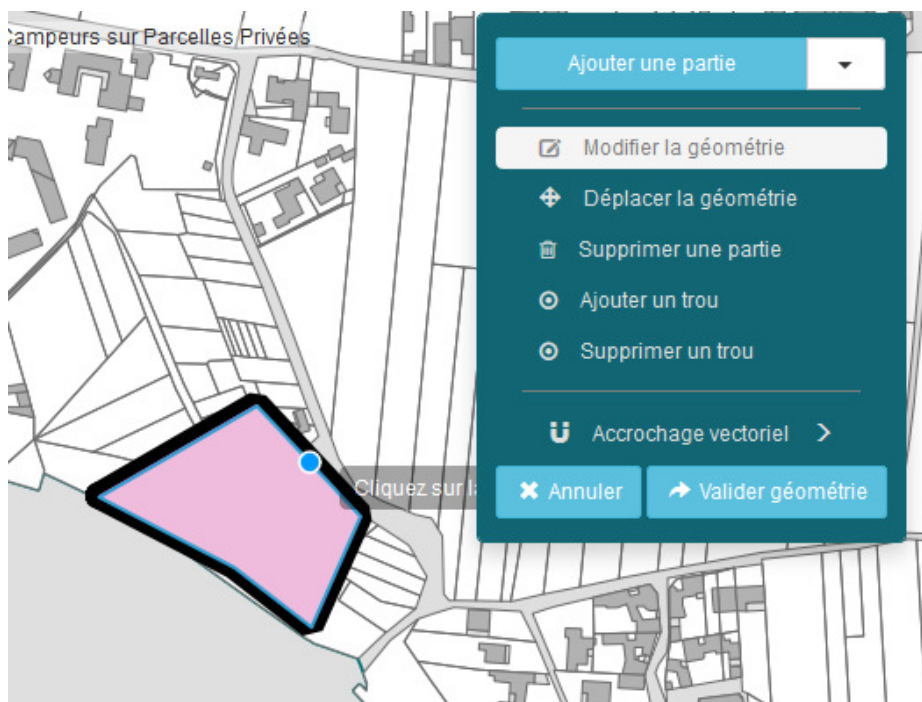 Campeurs sur Parcelles Privées
Ajouter une partie
Modifier la géométrie
Déplacer la géométrie
Supprimer une partie
Ajouter un trou
Supprimer un trou
Accrochage vectoriel
Cliquez sur
Annuler
Valider géométrie